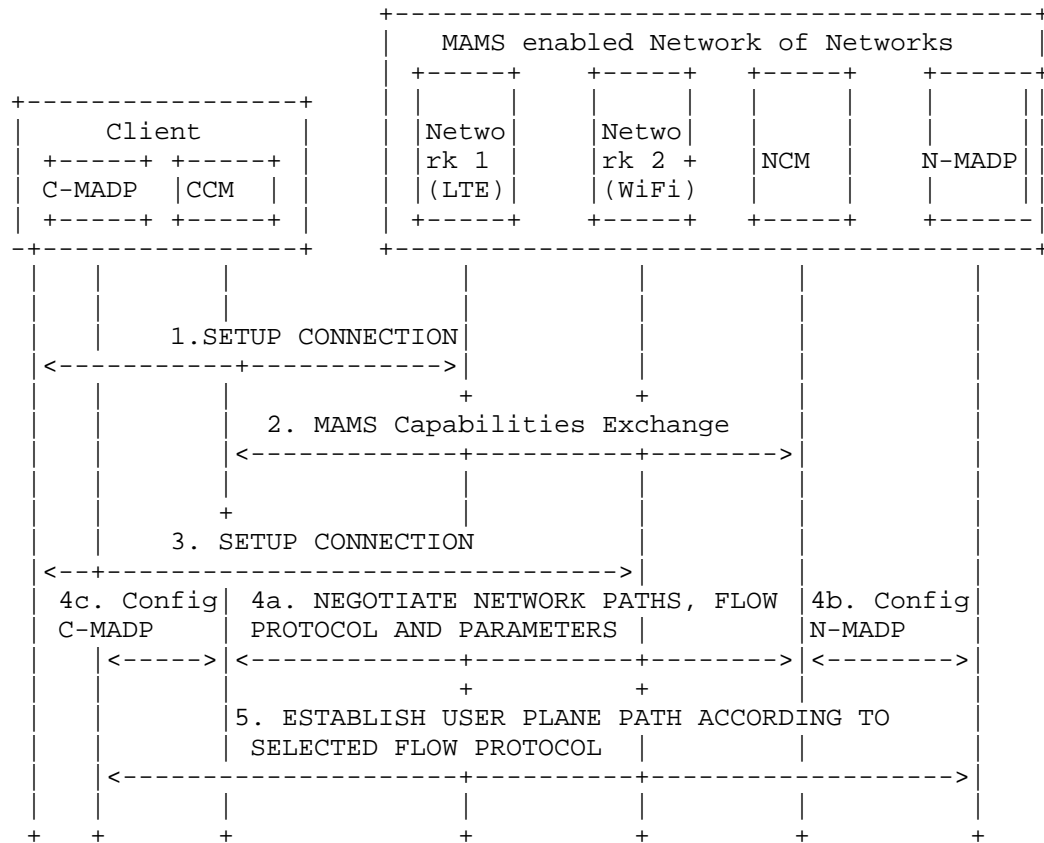 MAMS enabled Network of Networks
Client
Netwo Netwo
rk 1 rk 2 + NCM N-MADP
C-MADP CCM (LTE) (WiFi)
1.SETUP CONNECTION
2. MAMS Capabilities Exchange
3. SETUP CONNECTION
4c. Config 4a. NEGOTIATE NETWORK PATHS, FLOW 4b. Config
C-MADP PROTOCOL AND PARAMETERS N-MADP
5. ESTABLISH USER PLANE PATH ACCORDING TO
SELECTED FLOW PROTOCOL